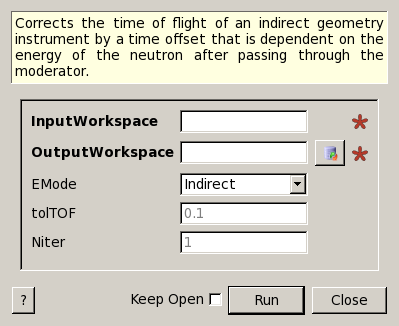 Corrects the time of flight of an indirect geometry
instrument by a time offset that is dependent on the
energy of the neutron after passing through the
moderator.
InputWorkspace *
OutputWorkspace *
EMode Indirect
tolTOF 0.1
Niter 1
? Keep Open Run Close